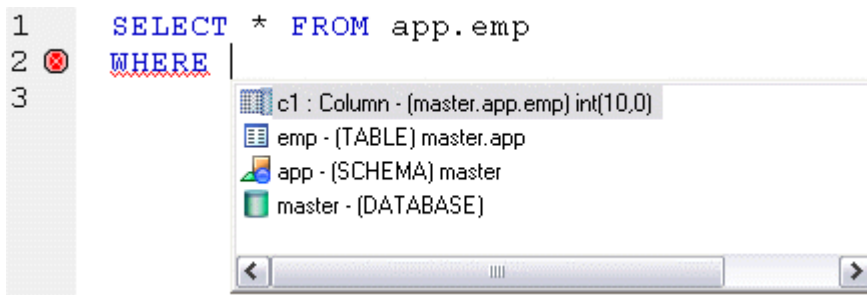 1 SELECT * FROM app.emp
2 WHERE
3
c1 : Column - (master.app.emp) int(10,0)
emp - (TABLE) master.app
app - (SCHEMA) master
master - (DATABASE)